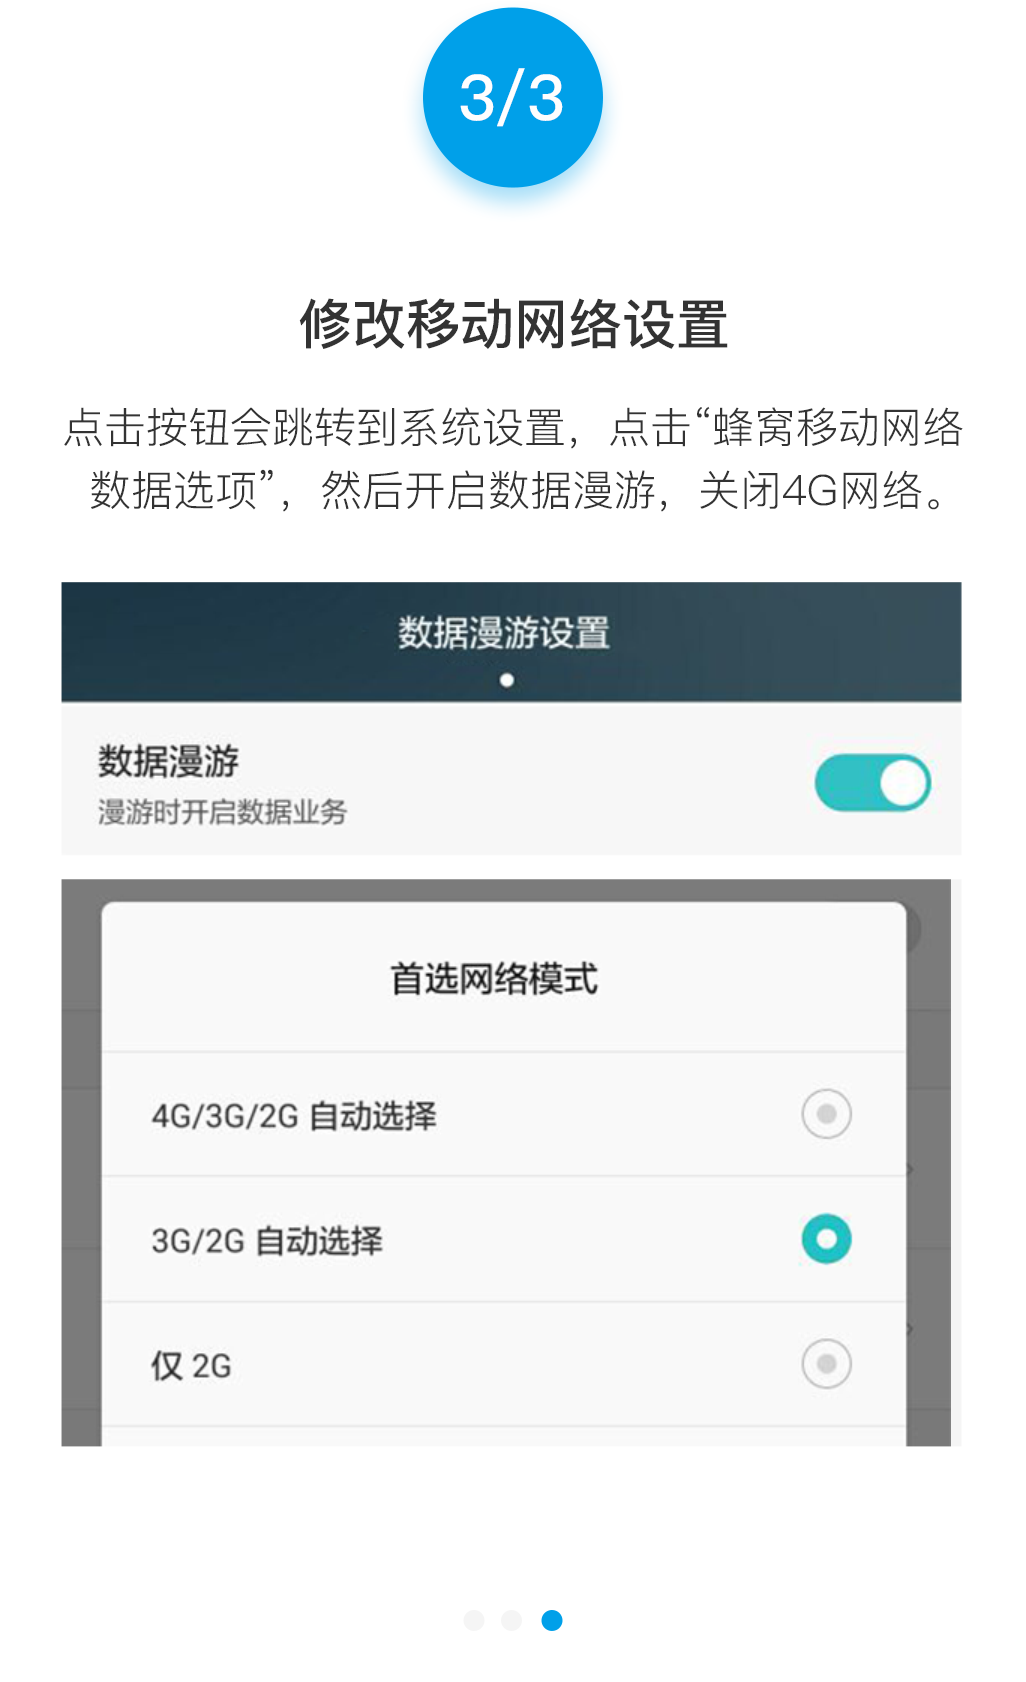 3/3
修改移动网络设置
点击按钮会跳转到系统设置，点击“蜂窝移动网络
数据选项”，然后开启数据漫游，关闭4G网络。
数据漫游设置
数据漫游
漫游时开启数据业务
首选网络模式
4G/3G/2G 自动选择
3G/2G 自动选择
仅 2G